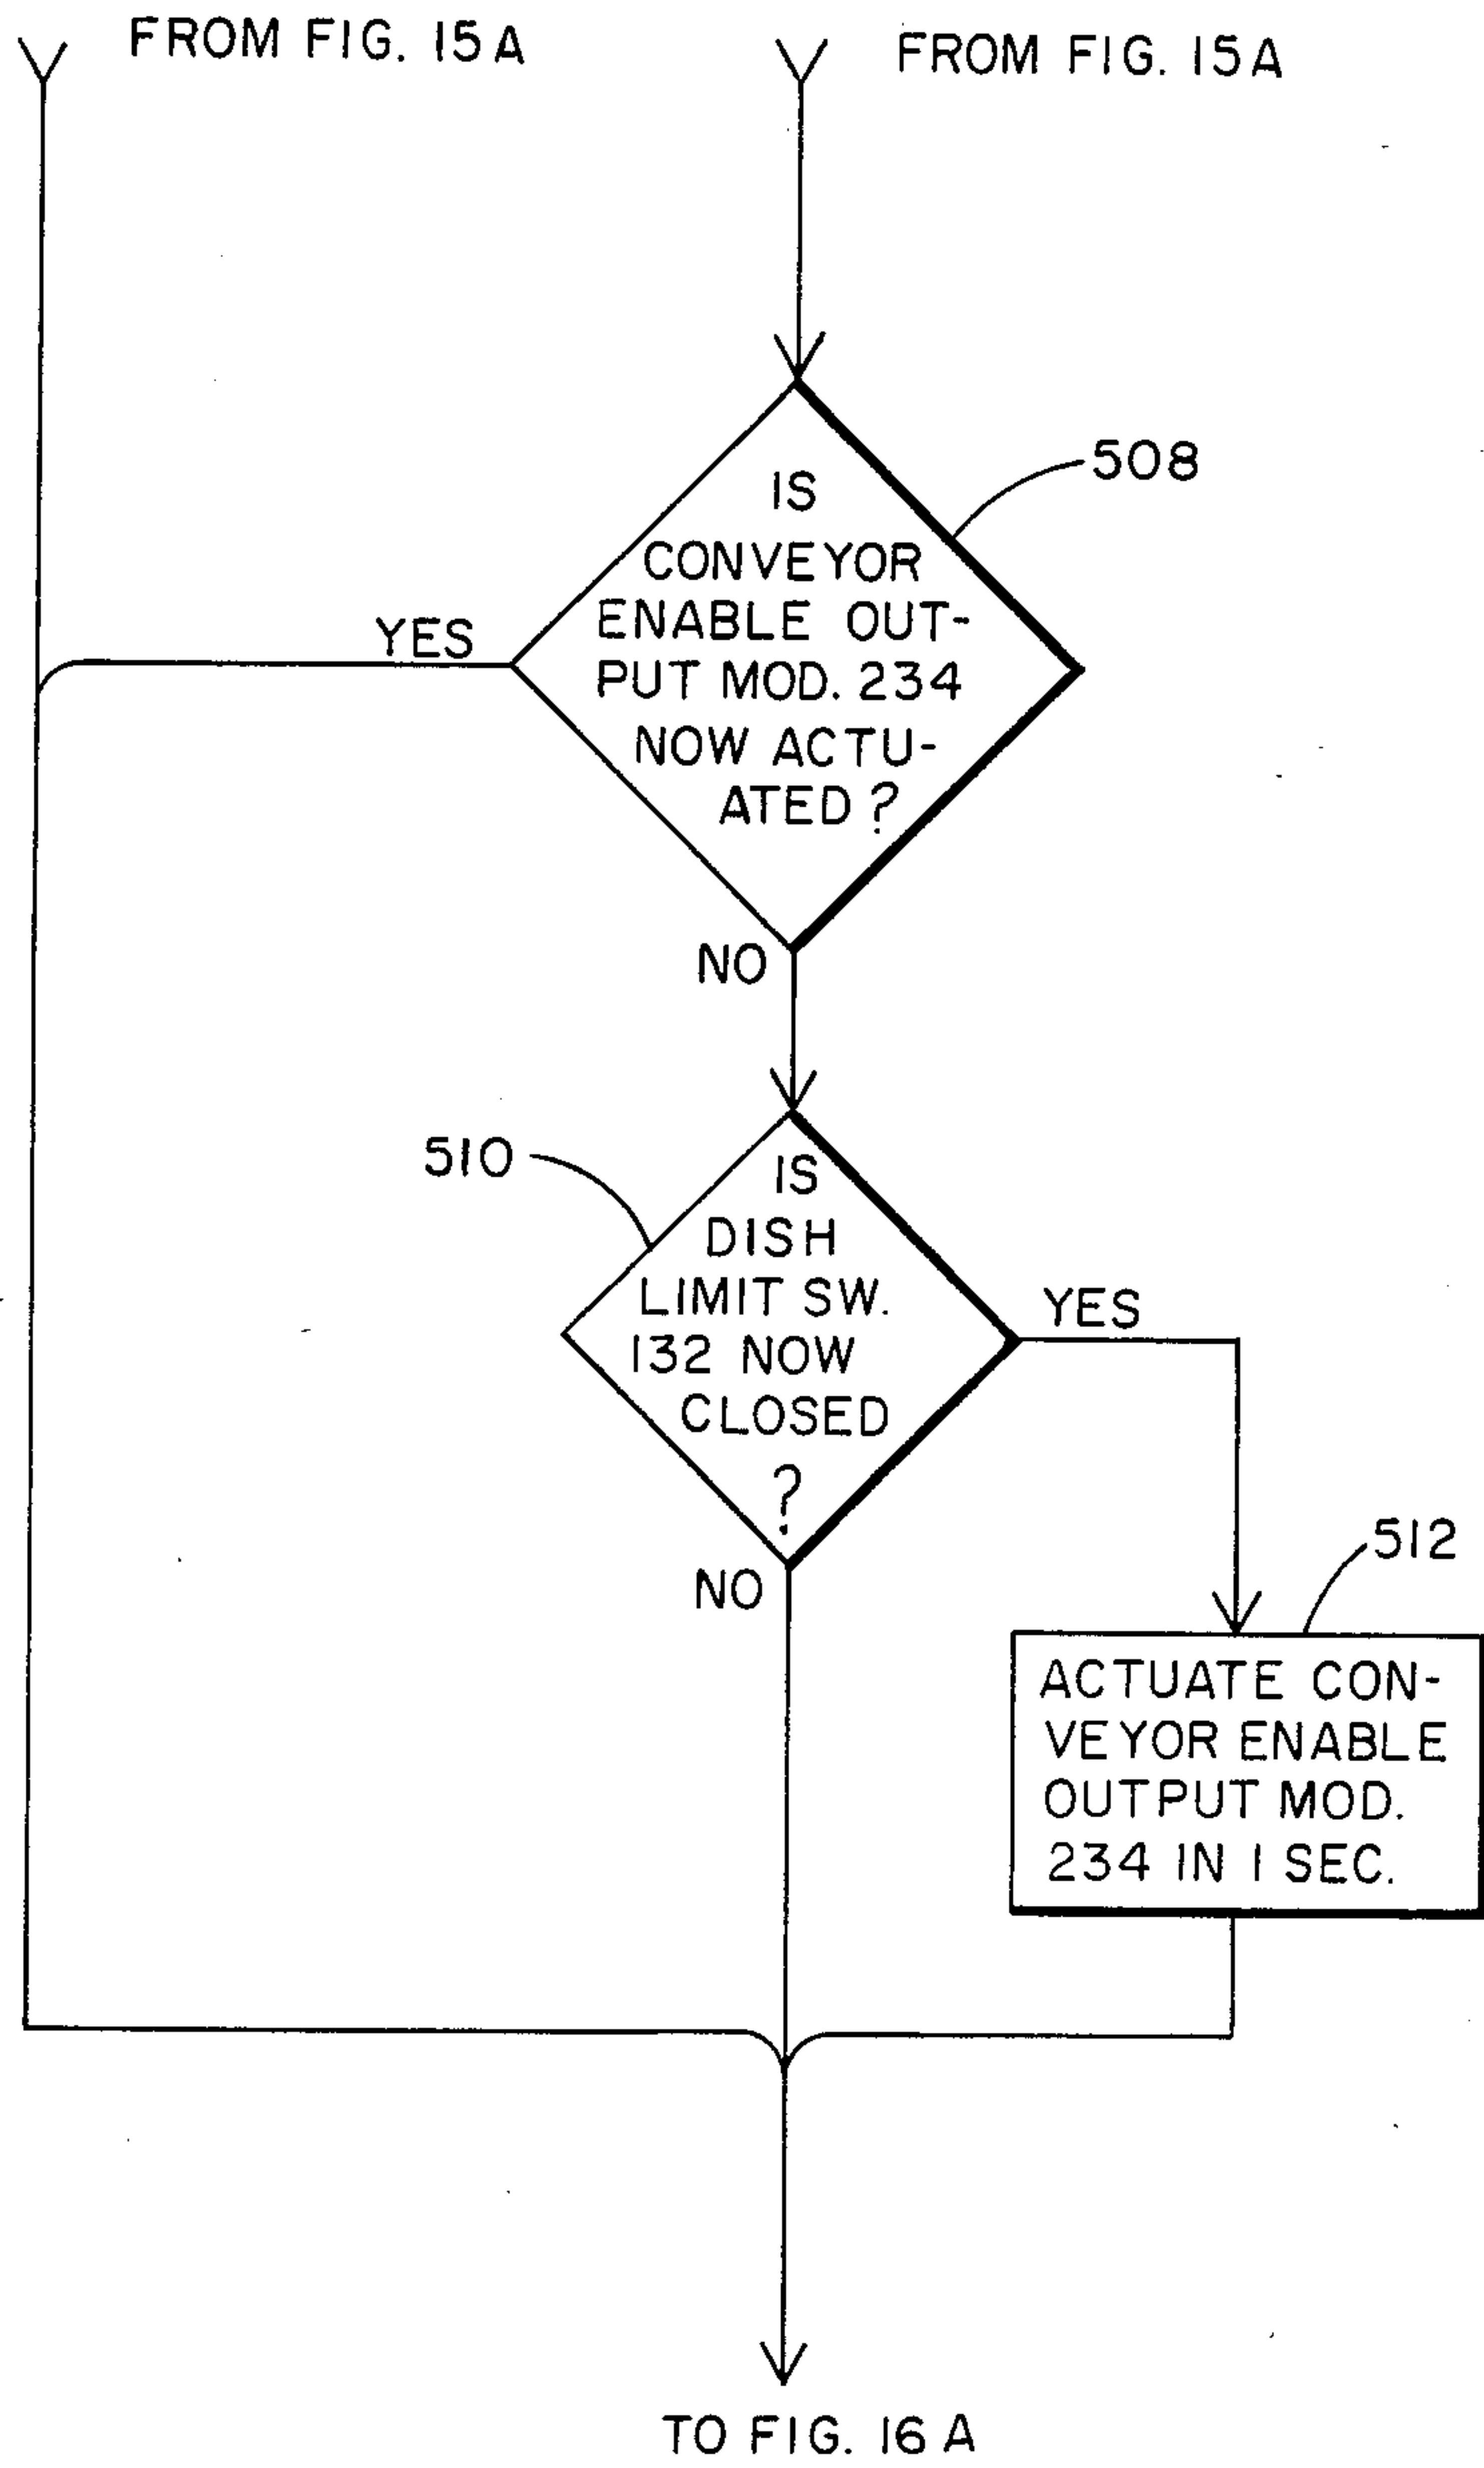 FROM FIG. 15A
FROM FIG. 15A
508
IS
CONVEYOR
ENABLE OUT-
PUT MOD. 234
NOW ACTU-
ATED?
YES
NO
510
IS
DISH
LIMIT SW.
132 NOW
CLOSED
?
YES
NO
512
ACTUATE CON-
VEYOR ENABLE
OUTPUT MOD.
234 IN 1 SEC.
TO FIG. 16A